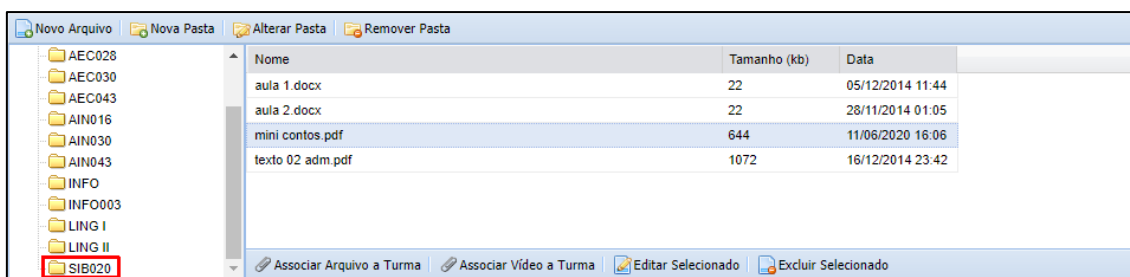 Novo Arquivo Nova Pasta Alterar Pasta Remover Pasta
AEC028
AEC030
AEC043
AIN016
AIN030
AIN043
INFO
INFO003
LING I
LING II
SIB020
Nome Tamanho (kb) Data
aula 1.docx 22 05/12/2014 11:44
aula 2.docx 22 28/11/2014 01:05
mini contos.pdf 644 11/06/2020 16:06
texto 02 adm.pdf 1072 16/12/2014 23:42
Associar Arquivo a Turma Associar Vídeo a Turma Editar Selecionado Excluir Selecionado